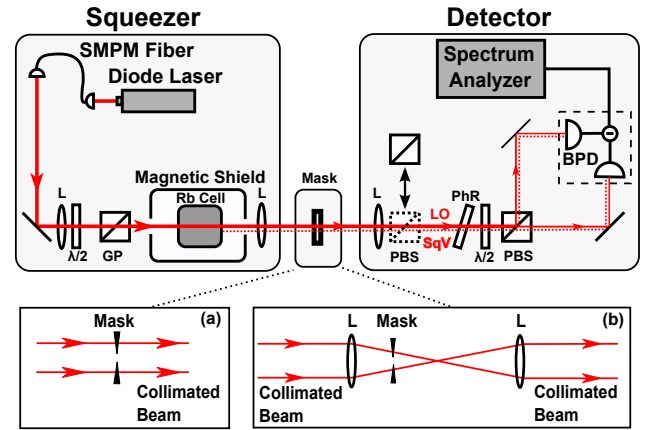 Squeezer
Detector
SMPM Fiber
Diode Laser
Spectrum
Analyzer
BPD
Magnetic Shield
Rb Cell
L
L
λ/2
GP
Mask
L
PBS
LO
SqV
PhR
λ/2
PBS
(a)
Mask
Collimated
Beam
(b)
L
Mask
L
Collimated
Beam
Collimated
Beam